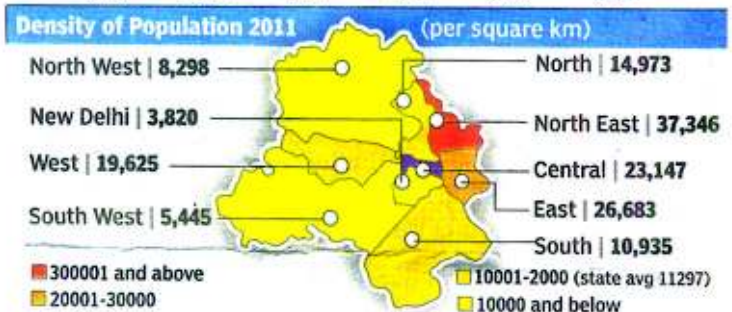 Density of Population 2011 (per square km)
North West | 8,298
North | 14,973
New Delhi | 3,820
North East | 37,346
West | 19,625
Central | 23,147
East | 26,683
South West | 5,445
South | 10,935
300001 and above
20001-30000
10001-2000 (state avg 11297)
10000 and below